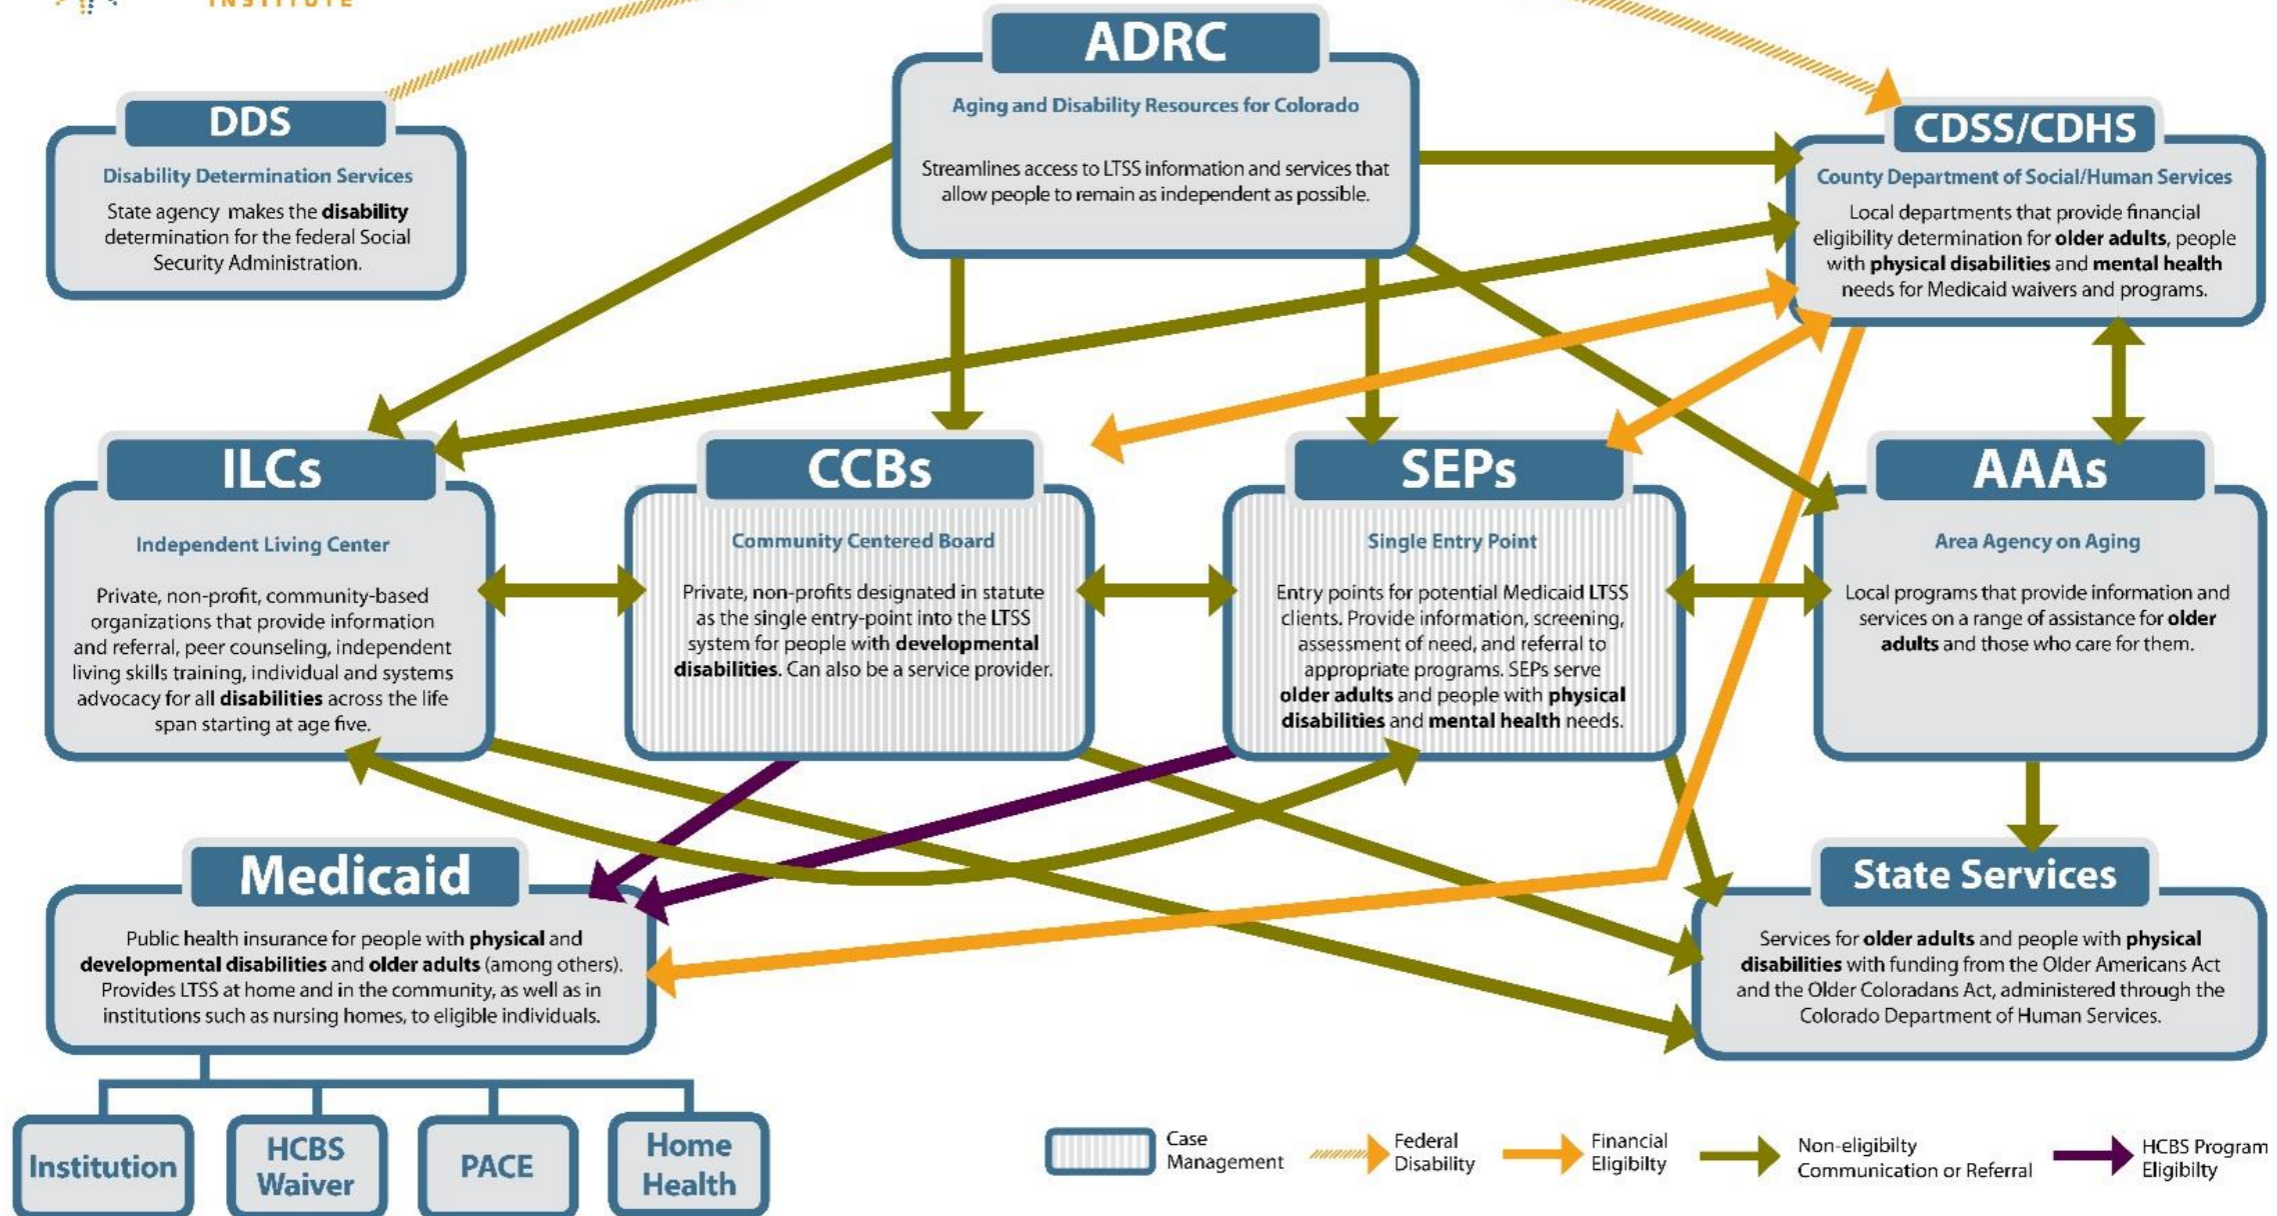 INSTITUTE
ADRC
Aging and Disability Resources for Colorado
Streamlines access to LTSS information and services that
allow people to remain as independent as possible.
DDS
Disability Determination Services
State agency makes the disability
determination for the federal Social
Security Administration.
CDSS/CDHS
County Department of Social/Human Services
Local departments that provide financial
eligibility determination for older adults, people
with physical disabilities and mental health
needs for Medicaid waivers and programs.
ILCs
Independent Living Center
Private, non-profit, community-based
organizations that provide information
and referral, peer counseling, independent
living skills training, individual and systems
advocacy for all disabilities across the life
span starting at age five.
CCBs
Community Centered Board
Private, non-profits designated in statute
as the single entry-point into the LTSS
system for people with developmental
disabilities. Can also be a service provider.
SEPs
Single Entry Point
Entry points for potential Medicaid LTSS
clients. Provide information, screening,
assessment of need, and referral to
appropriate programs. SEPs serve
older adults and people with physical
disabilities and mental health needs.
AAAs
Area Agency on Aging
Local programs that provide information and
services on a range of assistance for older
adults and those who care for them.
Medicaid
Public health insurance for people with physical and
developmental disabilities and older adults (among others).
Provides LTSS at home and in the community, as well as in
institutions such as nursing homes, to eligible individuals.
State Services
Services for older adults and people with physical
disabilities with funding from the Older Americans Act
and the Older Coloradans Act, administered through the
Colorado Department of Human Services.
Institution
HCBS
Waiver
PACE
Home
Health
Case
Management
Federal
Disability
Financial
Eligibilty
Non-eligibilty
Communication or Referral
HCBS Program
Eligibilty